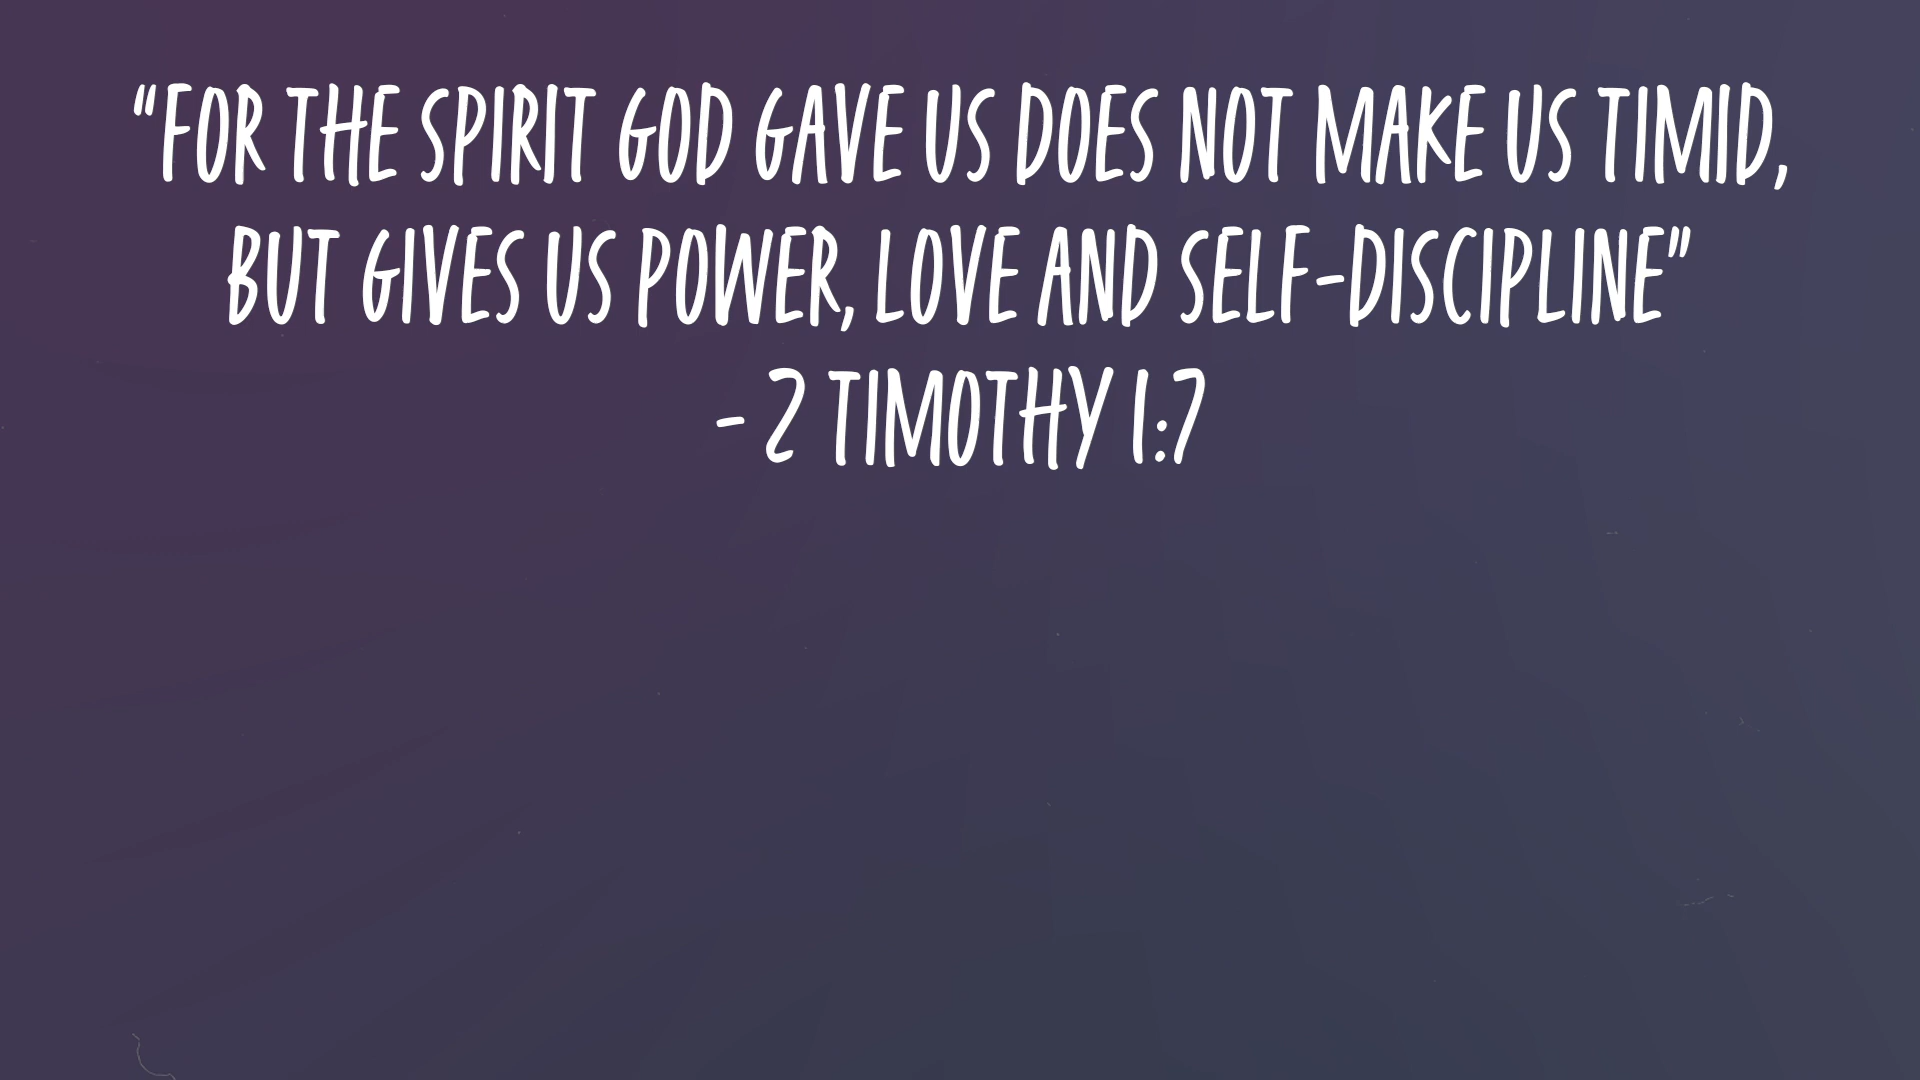 “FOR THE SPIRIT GOD GAVE US DOES NOT MAKE US TIMID,
BUT GIVES US POWER, LOVE AND SELF-DISCIPLINE”
- 2 TIMOTHY 1:7